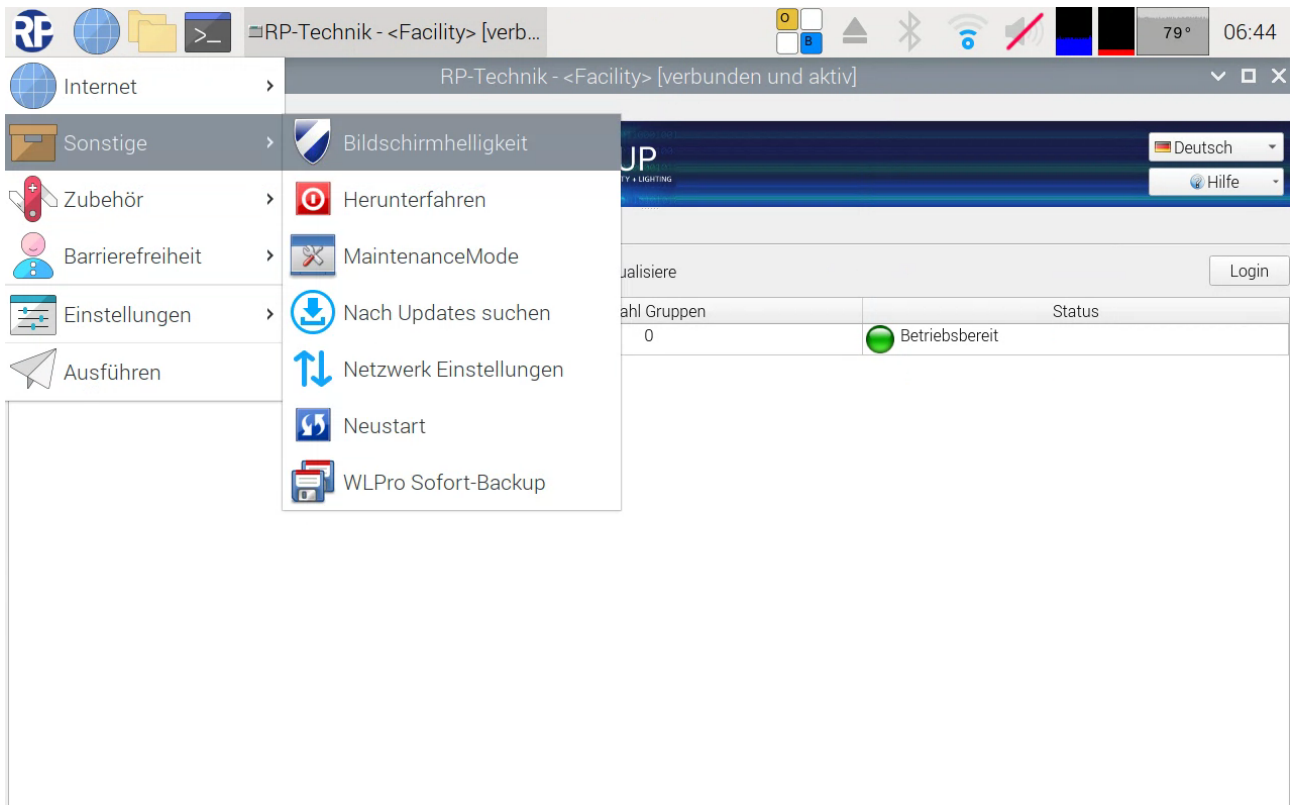 RP
RP-Technik - <Facility> [verb...
O
B
79°
06:44
RP-Technik - <Facility> [verbunden und aktiv]
Internet
Sonstige
Zubehör
Barrierefreiheit
Einstellungen
Ausführen
Bildschirmhelligkeit
Herunterfahren
MaintenanceMode
Nach Updates suchen
Netzwerk Einstellungen
Neustart
WLPro Sofort-Backup
UP
TY + LIGHTING
Deutsch
Hilfe
ualisiere
Login
ahl Gruppen
Status
0
Betriebsbereit